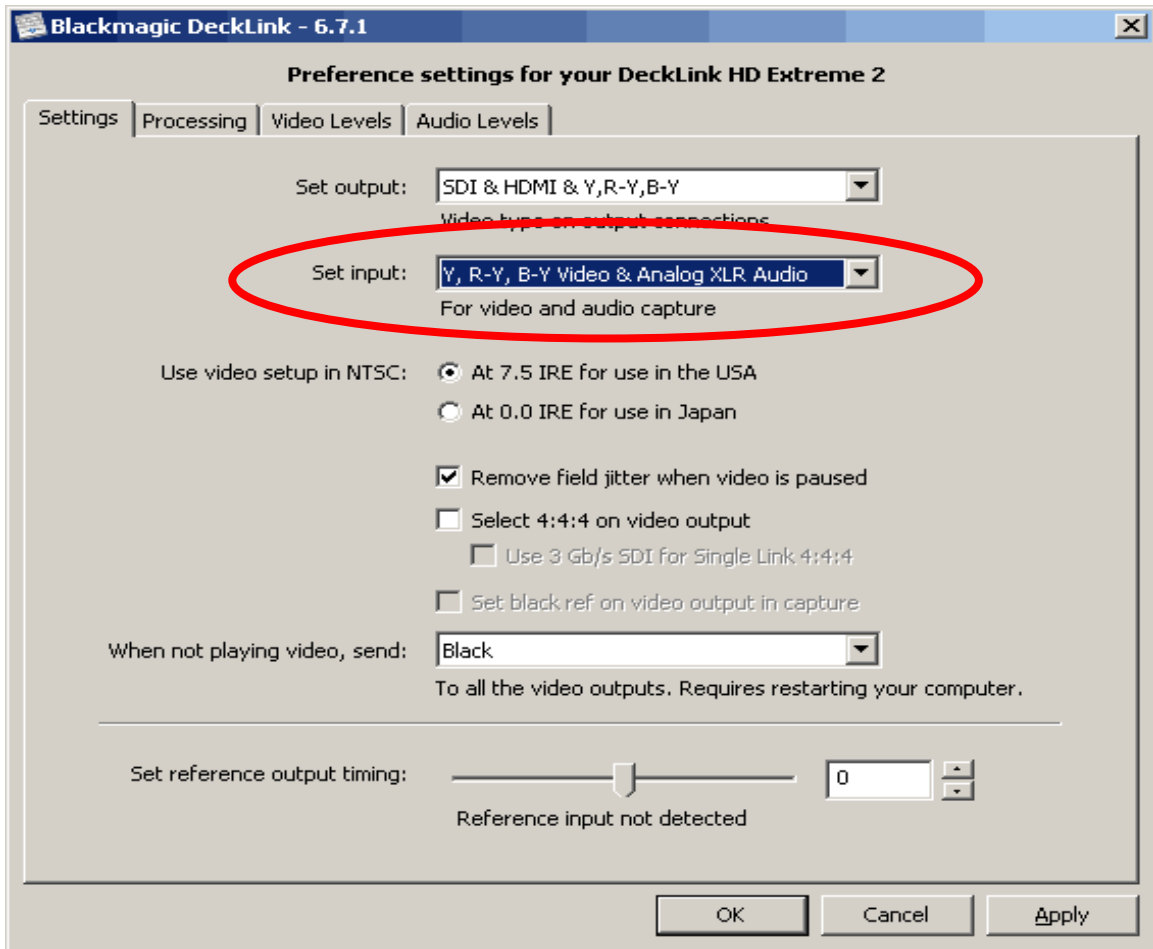 Blackmagic DeckLink - 6.7.1
Preference settings for your DeckLink HD Extreme 2
Settings Processing Video Levels Audio Levels
Set output: SDI & HDMI & Y,R-Y,B-Y
Video type on output connections
Set input: Y, R-Y, B-Y Video & Analog XLR Audio
For video and audio capture
Use video setup in NTSC: At 7.5 IRE for use in the USA
At 0.0 IRE for use in Japan
Remove field jitter when video is paused
Select 4:4:4 on video output
Use 3 Gb/s SDI for Single Link 4:4:4
Set black ref on video output in capture
When not playing video, send: Black
To all the video outputs. Requires restarting your computer.
Set reference output timing: 0
Reference input not detected
OK Cancel Apply